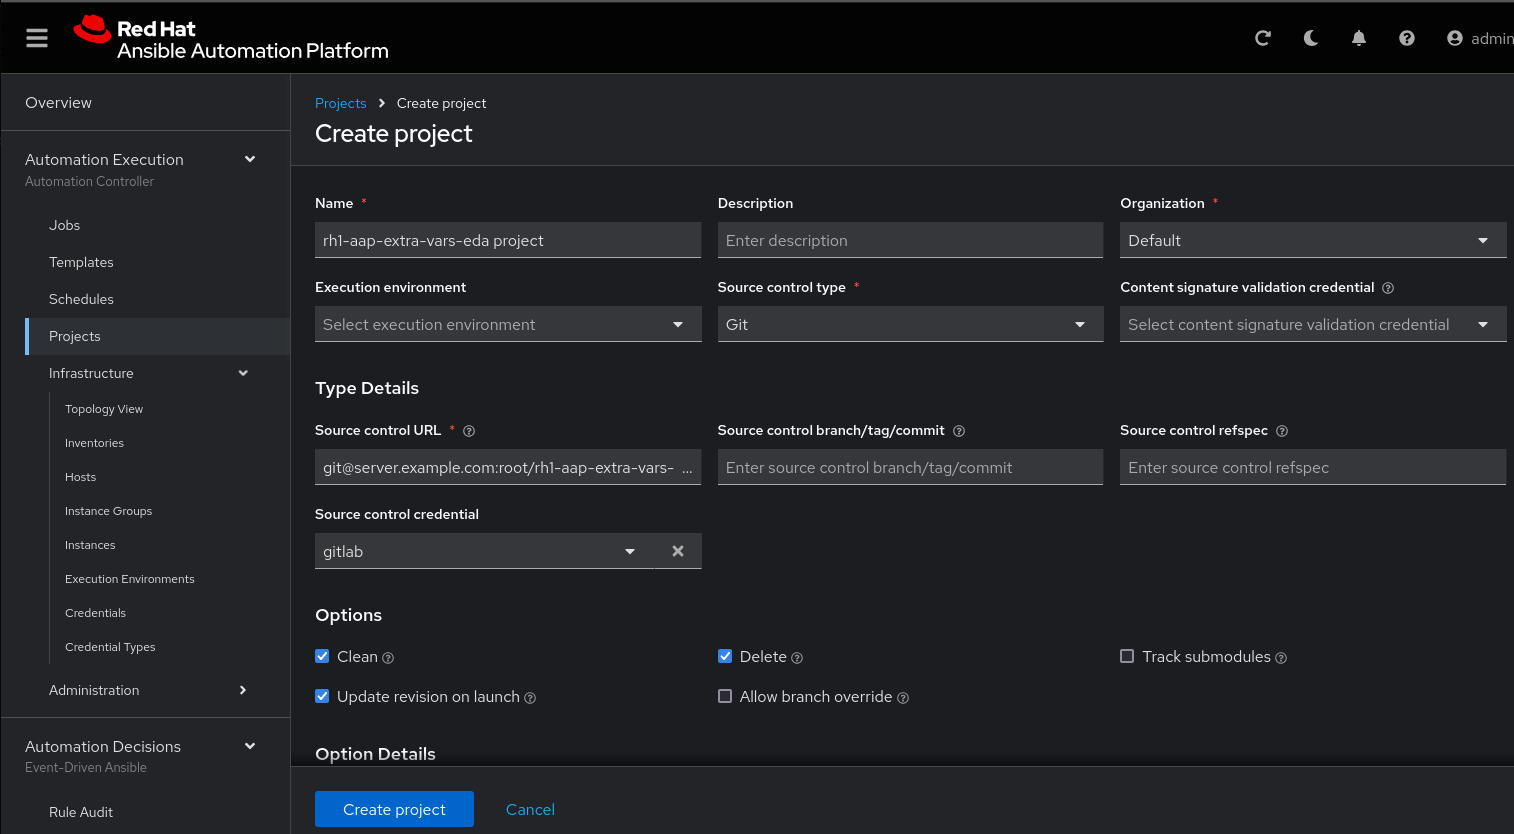 Red Hat
Ansible Automation Platform
admin
Overview
Automation Execution
Automation Controller
Jobs
Templates
Schedules
Projects
Infrastructure
Topology View
Inventories
Hosts
Instance Groups
Instances
Execution Environments
Credentials
Credential Types
Administration
Automation Decisions
Event-Driven Ansible
Rule Audit
Projects > Create project
Create project
Name * Description Organization *
rh1-aap-extra-vars-eda project Enter description Default
Execution environment Source control type * Content signature validation credential
Select execution environment Git Select content signature validation credential
Type Details
Source control URL * Source control branch/tag/commit Source control refspec
git@server.example.com:root/rh1-aap-extra-vars- ... Enter source control branch/tag/commit Enter source control refspec
Source control credential
gitlab
Options
Clean Delete Track submodules
Update revision on launch Allow branch override
Option Details
Create project Cancel